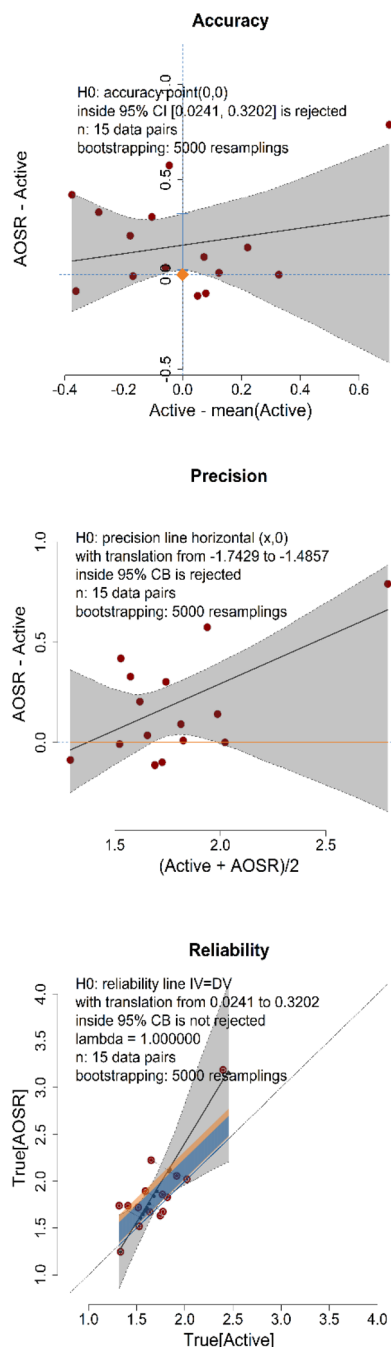 Accuracy
H0: accuracy point(0,0)
inside 95% CI [0.0241, 0.3202] is rejected
n: 15 data pairs
bootstrapping: 5000 resamplings
AOSR - Active
1.0
0.5
0
-0.5
-0.4 -0.2 0.0 0.2 0.4 0.6
Active - mean(Active)
Precision
H0: precision line horizontal (x,0)
with translation from -1.7429 to -1.4857
inside 95% CB is rejected
n: 15 data pairs
bootstrapping: 5000 resamplings
AOSR - Active
1.0
0.5
0.0
1.5 2.0 2.5
(Active + AOSR)/2
Reliability
H0: reliability line IV=DV
with translation from 0.0241 to 0.3202
inside 95% CB is not rejected
lambda = 1.000000
n: 15 data pairs
bootstrapping: 5000 resamplings
True[AOSR]
4.0
3.5
3.0
2.5
2.0
1.5
1.0
1.0 1.5 2.0 2.5 3.0 3.5 4.0
True[Active]